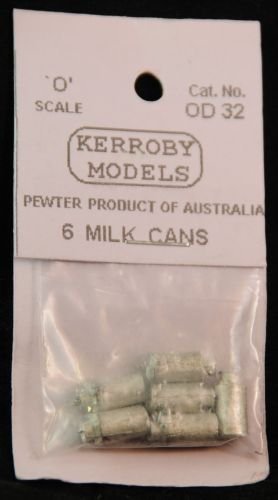 'O' Cat. No.
SCALE OD 32
KERROBY
MODELS
PEWTER PRODUCT OF AUSTRALIA
6 MILK CANS